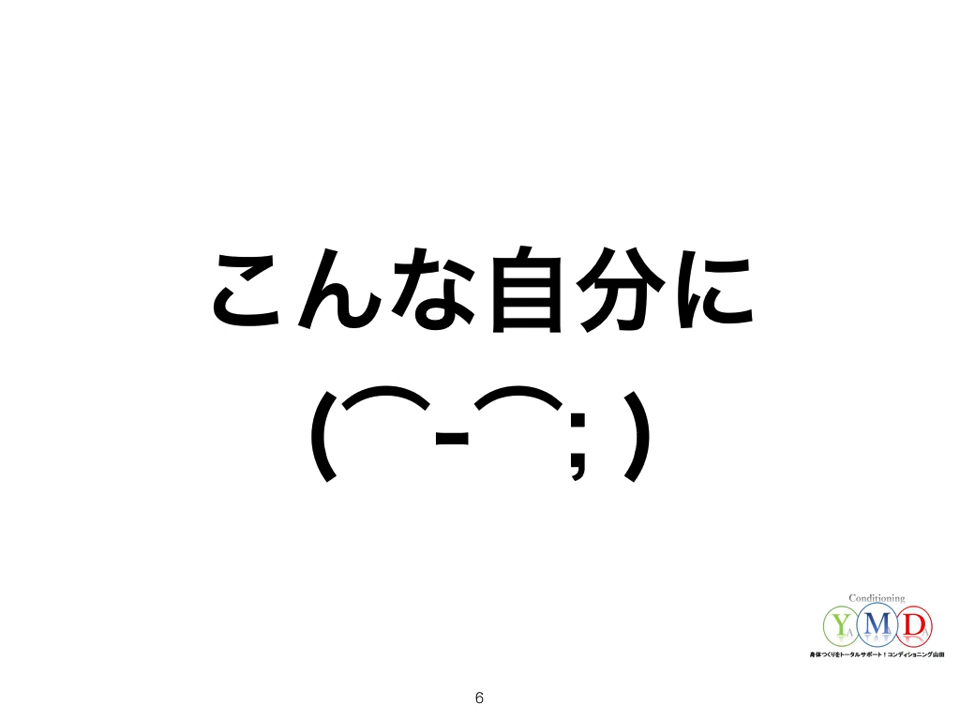 こんな自分に
(⌒-⌒; )
Conditioning
YMD
身体つくりをトータルサポート！コンディショニング山田
6